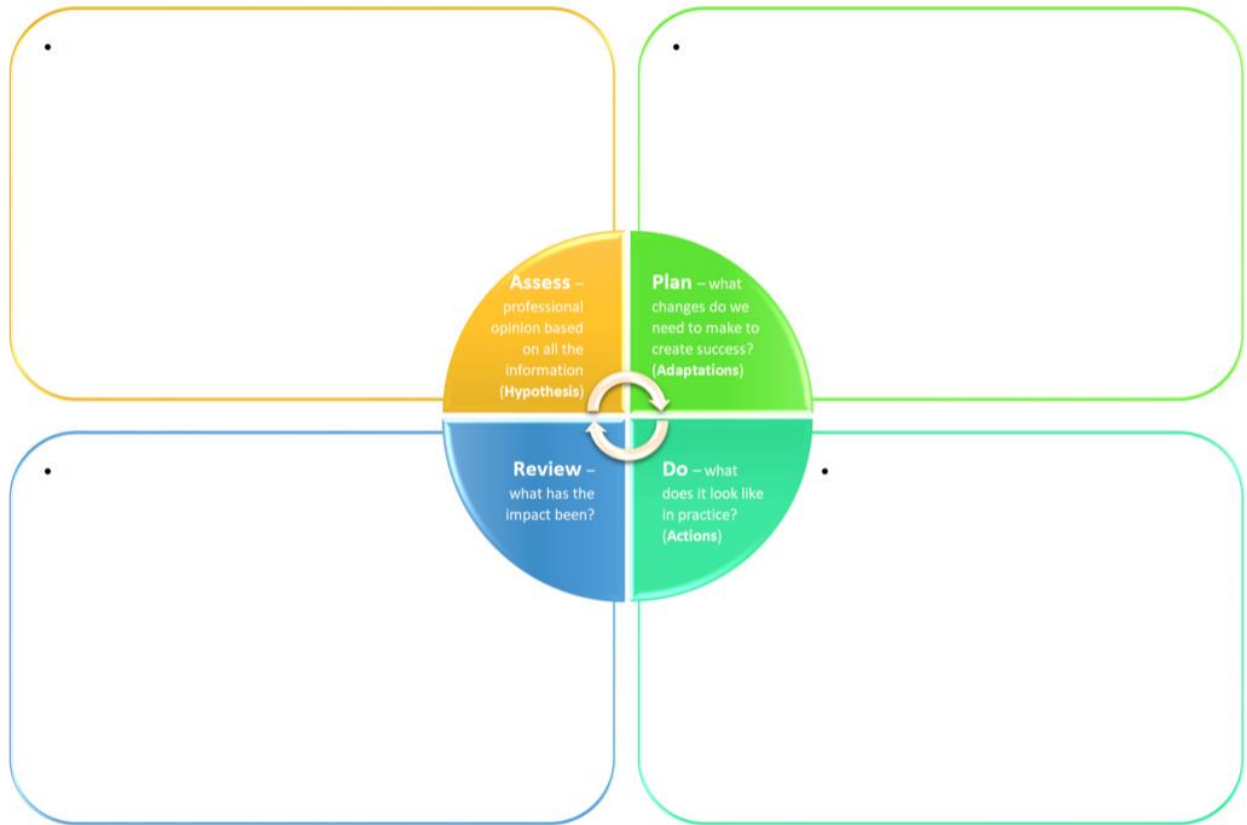 •
•
Assess –
professional
opinion based
on all the
information
(Hypothesis)
Plan – what
changes do we
need to make to
create success?
(Adaptations)
Review –
what has the
impact been?
Do – what
does it look like
in practice?
(Actions)
•
•